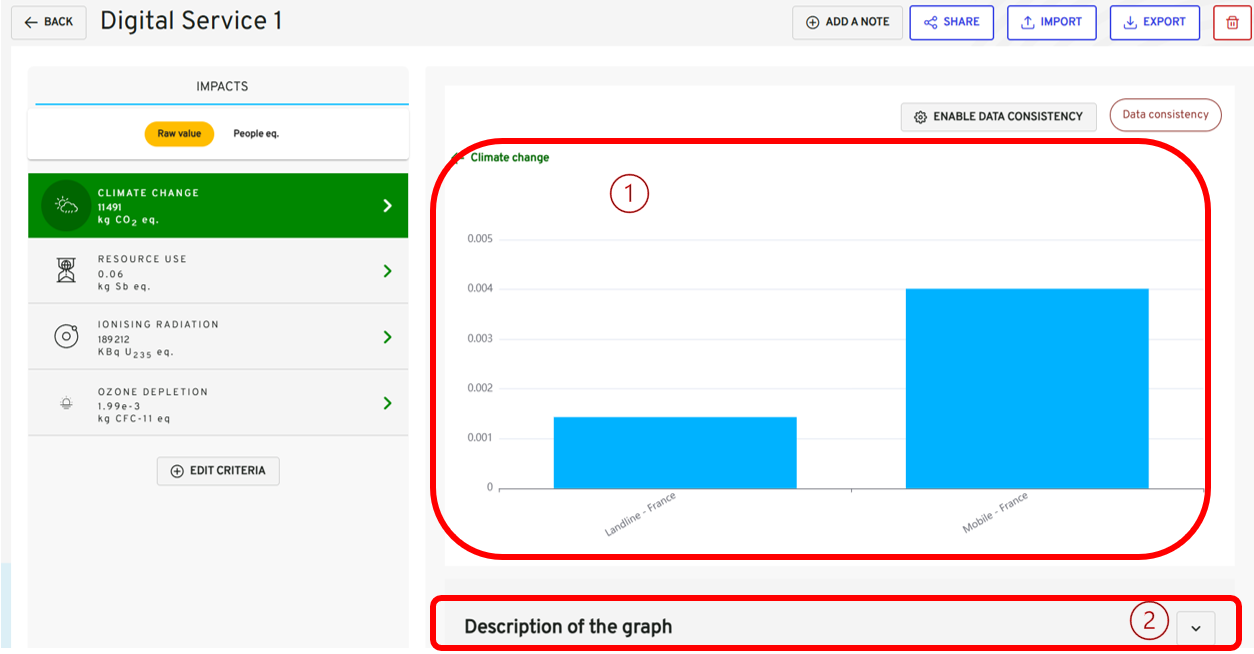 BACK
Digital Service 1
ADD A NOTE
SHARE
IMPORT
EXPORT
IMPACTS
Raw value
People eq.
CLIMATE CHANGE
11491
kg CO2 eq.
RESOURCE USE
0.06
kg Sb eq.
IONISING RADIATION
189212
KBq U235 eq.
OZONE DEPLETION
1.99e-3
kg CFC-11 eq
EDIT CRITERIA
ENABLE DATA CONSISTENCY
Data consistency
Climate change
1
0.005
0.004
0.003
0.002
0.001
0
Landline - France
Mobile - France
Description of the graph
2